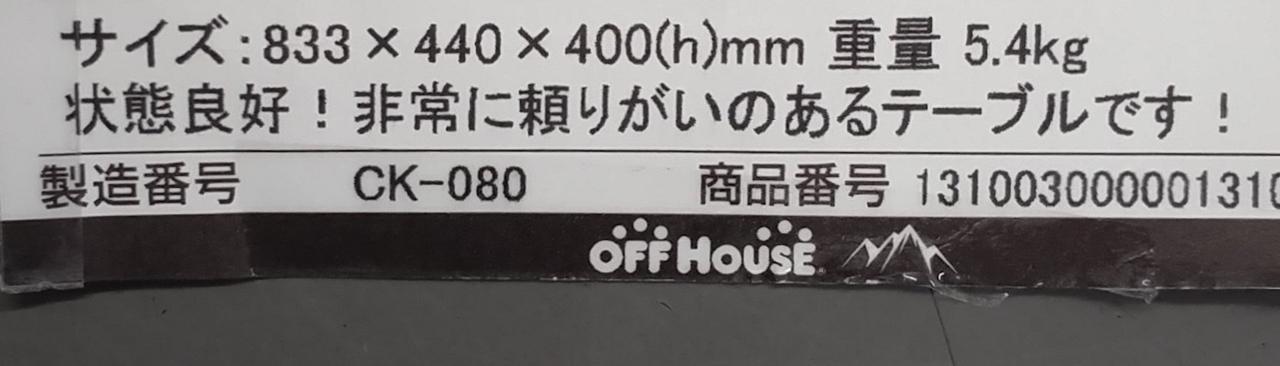 サイズ:833×440×400(h)mm 重量 5.4kg
状態良好！非常に頼りがいのあるテーブルです！
製造番号 CK-080 商品番号 1310030000001310
OFF HOUSE